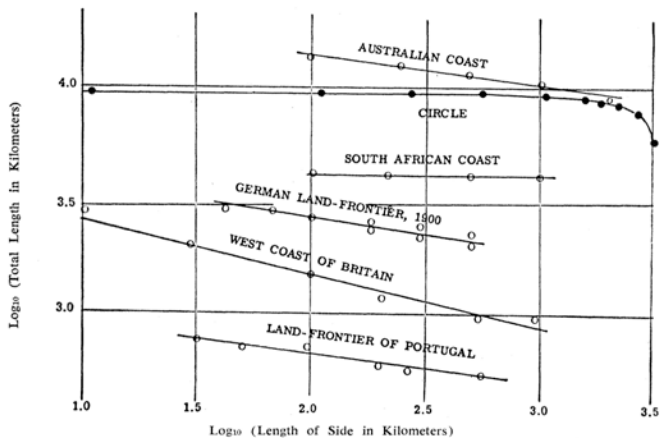 AUSTRALIAN COAST
4.0
CIRCLE
SOUTH AFRICAN COAST
3.5
GERMAN LAND-FRONTIER, 1900
WEST COAST OF BRITAIN
3.0
LAND-FRONTIER OF PORTUGAL
Log₁₀ (Total Length in Kilometers)
1.0 1.5 2.0 2.5 3.0 3.5
Log₁₀ (Length of Side in Kilometers)